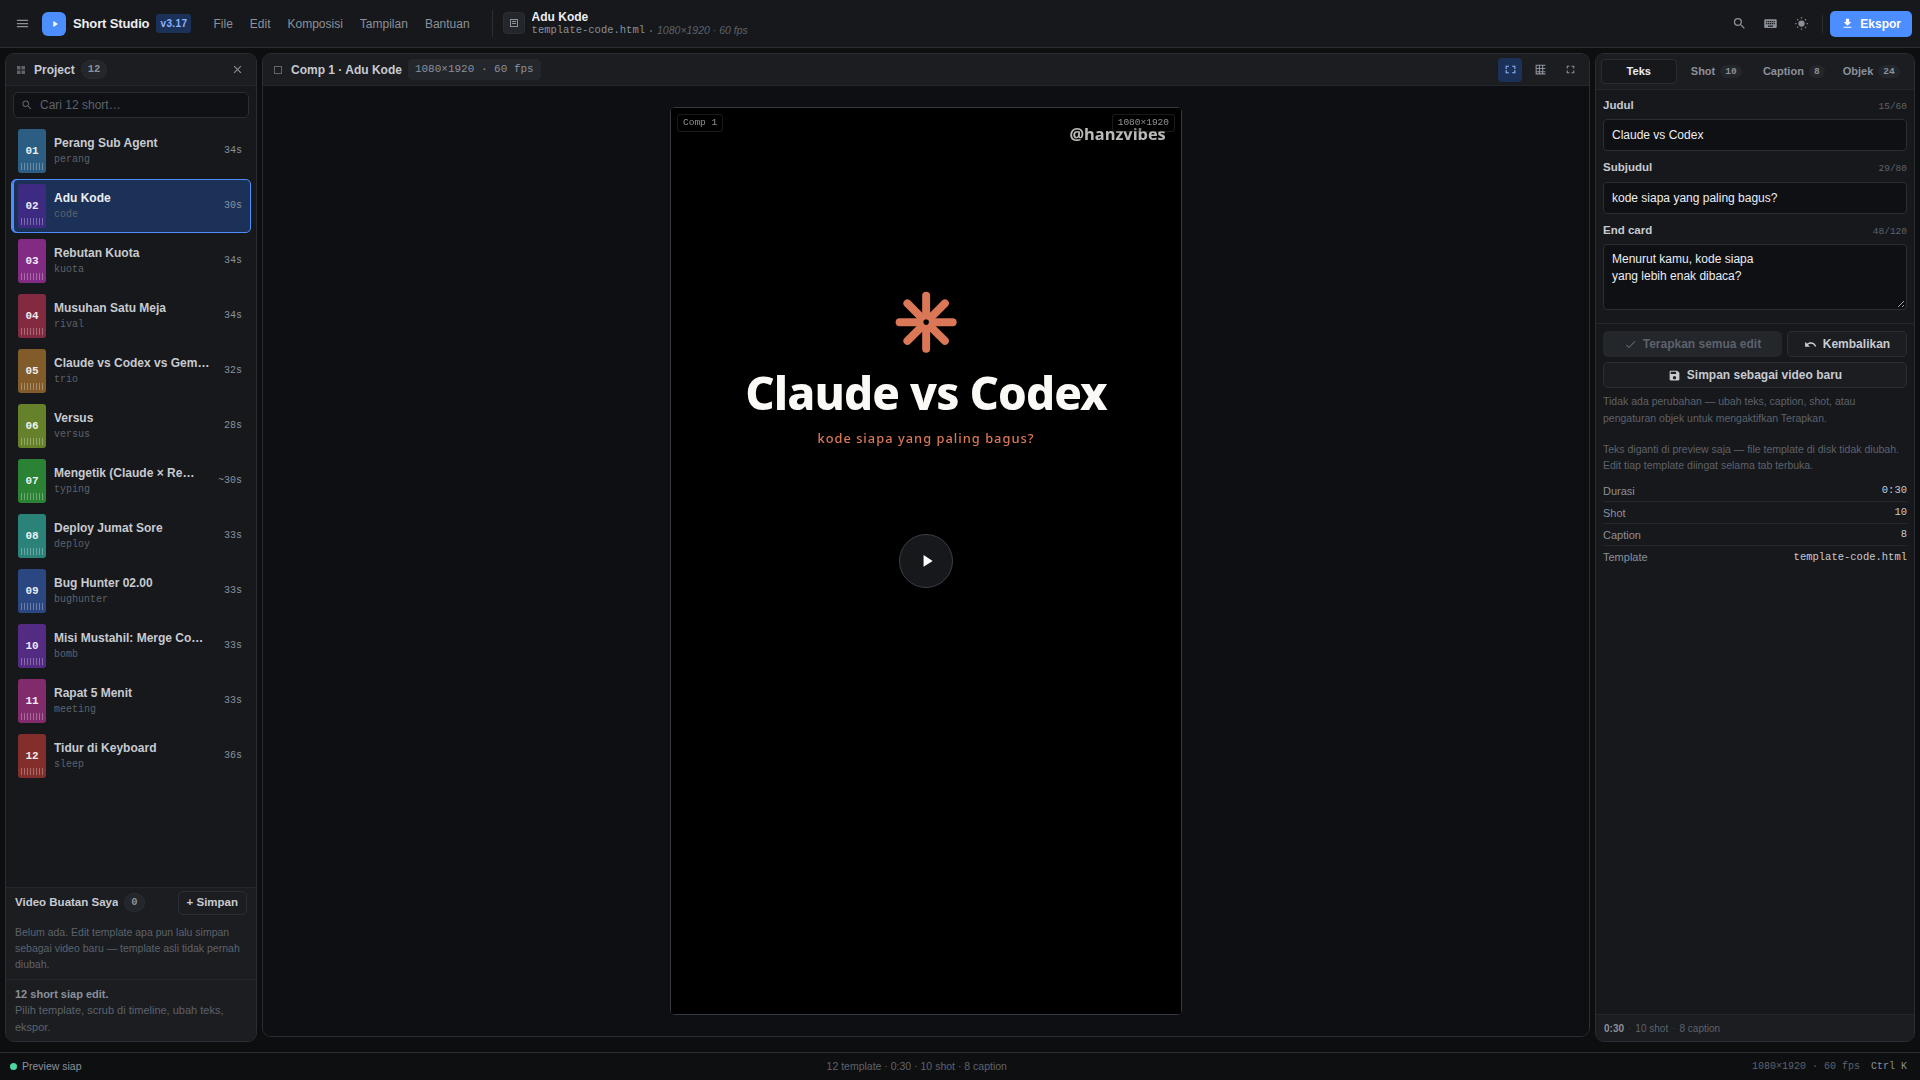 Short Studio v3.17 File Edit Komposisi Tampilan Bantuan
Adu Kode
template-code.html · 1080×1920 · 60 fps
Ekspor
Project 12
Cari 12 short…
01 Perang Sub Agent 34s
perang
02 Adu Kode 30s
code
03 Rebutan Kuota 34s
kuota
04 Musuhan Satu Meja 34s
rival
05 Claude vs Codex vs Gem… 32s
trio
06 Versus 28s
versus
07 Mengetik (Claude × Re… ~30s
typing
08 Deploy Jumat Sore 33s
deploy
09 Bug Hunter 02.00 33s
bughunter
10 Misi Mustahil: Merge Co… 33s
bomb
11 Rapat 5 Menit 33s
meeting
12 Tidur di Keyboard 36s
sleep
Video Buatan Saya 0 + Simpan
Belum ada. Edit template apa pun lalu simpan
sebagai video baru — template asli tidak pernah
diubah.
12 short siap edit.
Pilih template, scrub di timeline, ubah teks,
ekspor.
Comp 1 · Adu Kode 1080×1920 · 60 fps
Comp 1 1080×1920
@hanzvibes
Claude vs Codex
kode siapa yang paling bagus?
Teks Shot 10 Caption 8 Objek 24
Judul 15/60
Claude vs Codex
Subjudul 29/80
kode siapa yang paling bagus?
End card 48/120
Menurut kamu, kode siapa
yang lebih enak dibaca?
Terapkan semua edit Kembalikan
Simpan sebagai video baru
Tidak ada perubahan — ubah teks, caption, shot, atau
pengaturan objek untuk mengaktifkan Terapkan.
Teks diganti di preview saja — file template di disk tidak diubah.
Edit tiap template diingat selama tab terbuka.
Durasi 0:30
Shot 10
Caption 8
Template template-code.html
0:30 · 10 shot · 8 caption
Preview siap
12 template · 0:30 · 10 shot · 8 caption
1080×1920 · 60 fps Ctrl K